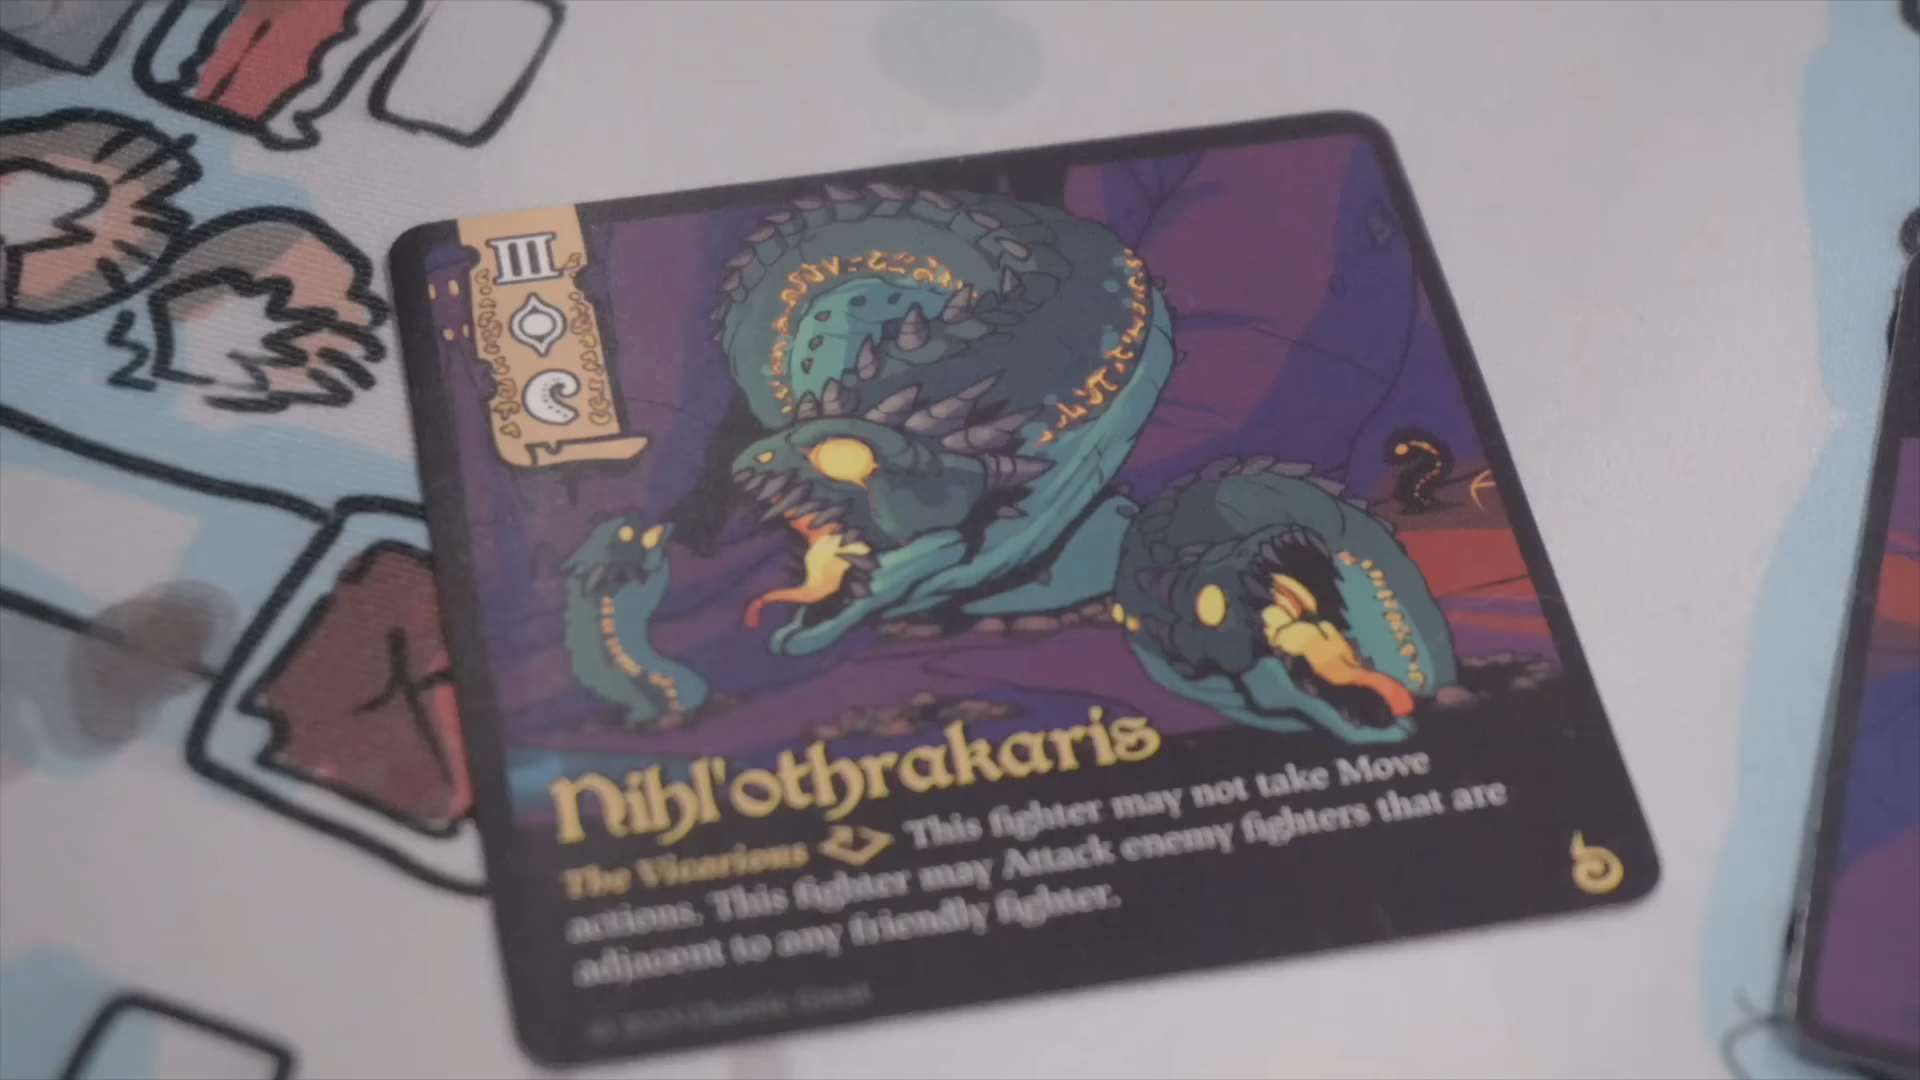 III
Nihl'othrakaris
The Vicarious This fighter may not take Move
actions. This fighter may Attack enemy fighters that are
adjacent to any friendly fighter.